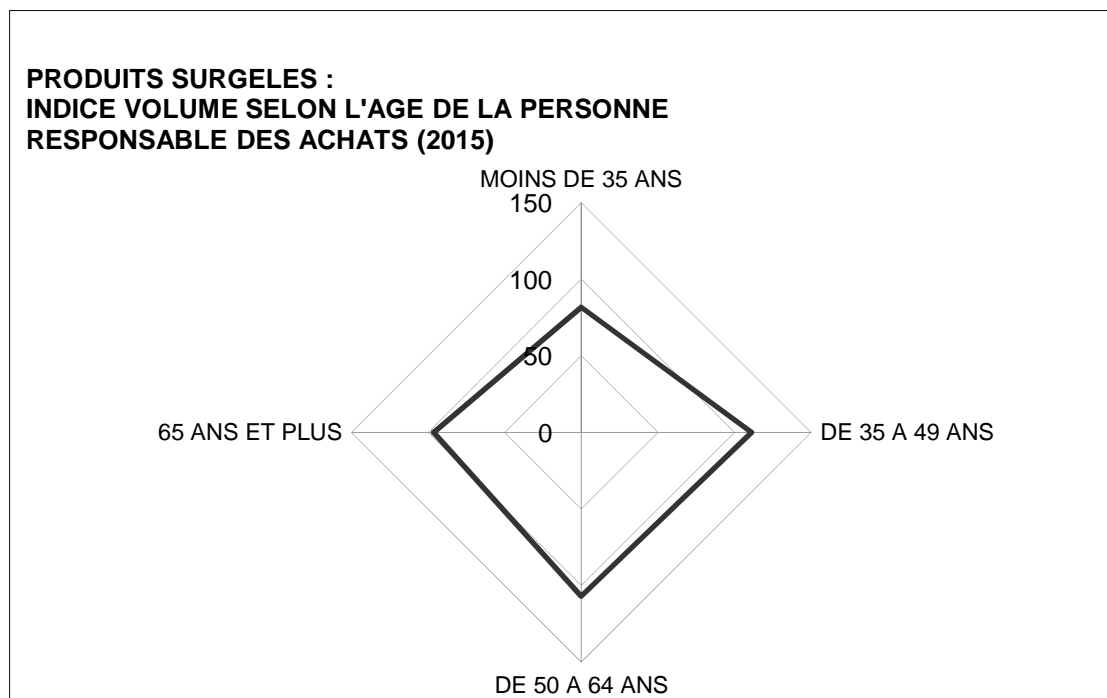 PRODUITS SURGELES :
INDICE VOLUME SELON L'AGE DE LA PERSONNE
RESPONSABLE DES ACHATS (2015)
MOINS DE 35 ANS
150
100
50
65 ANS ET PLUS
0
DE 35 A 49 ANS
DE 50 A 64 ANS